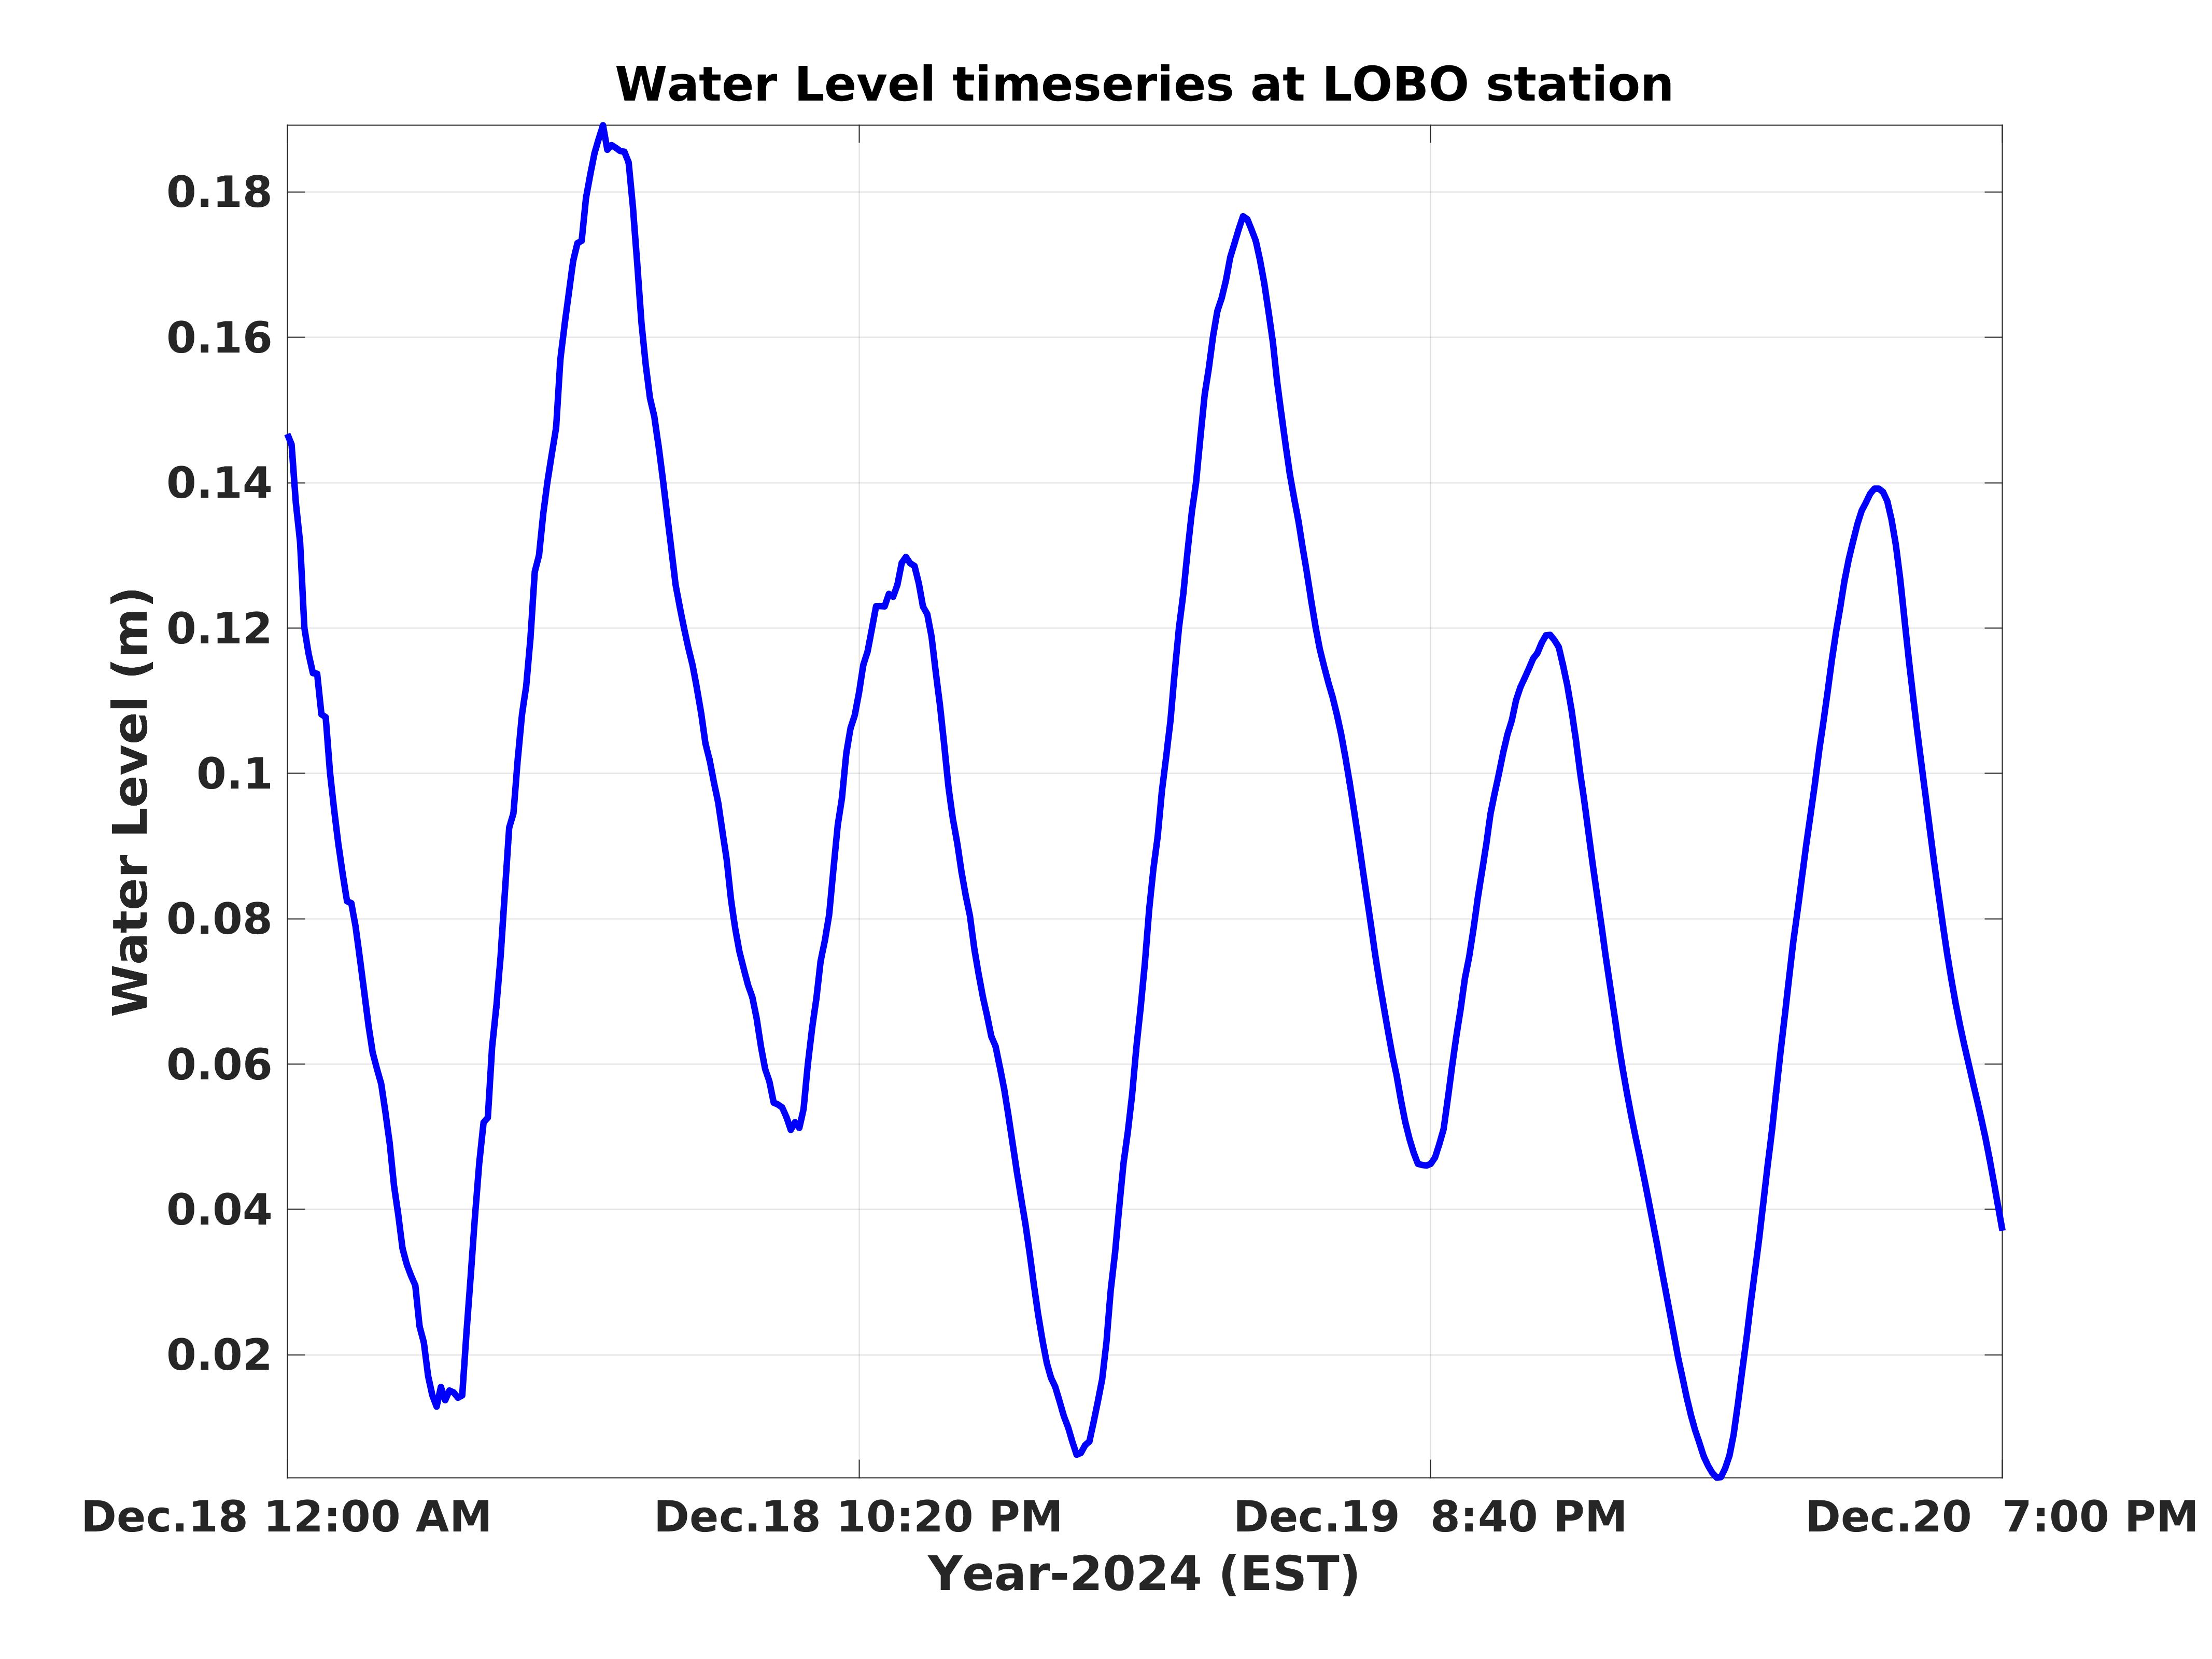 Water Level timeseries at LOBO station
0.18
0.16
0.14
0.12
0.1
0.08
0.06
0.04
0.02
Water Level (m)
Dec.18 12:00 AM Dec.18 10:20 PM Dec.19 8:40 PM Dec.20 7:00 PM
Year-2024 (EST)